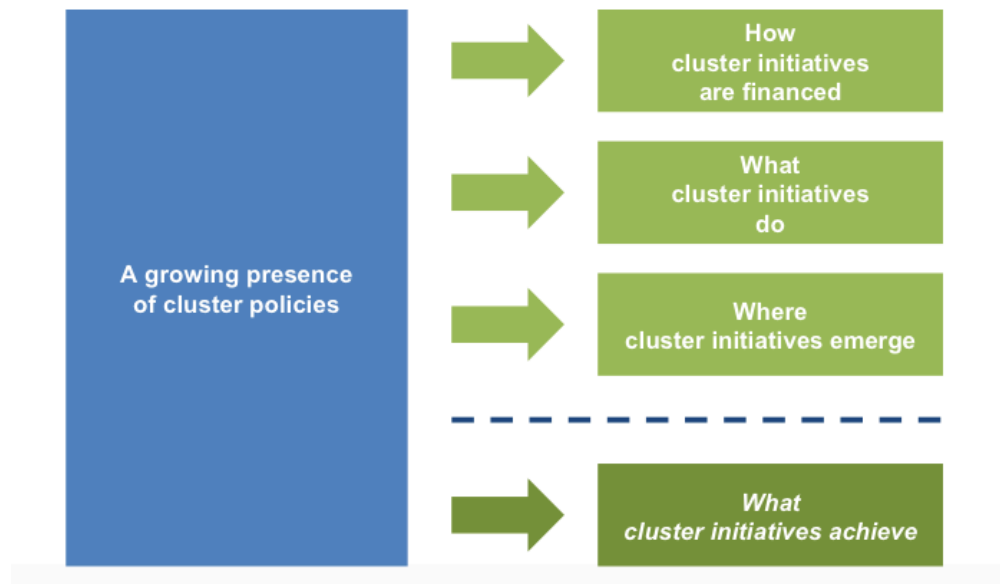 A growing presence
of cluster policies
How
cluster initiatives
are financed
What
cluster initiatives
do
Where
cluster initiatives emerge
What
cluster initiatives achieve